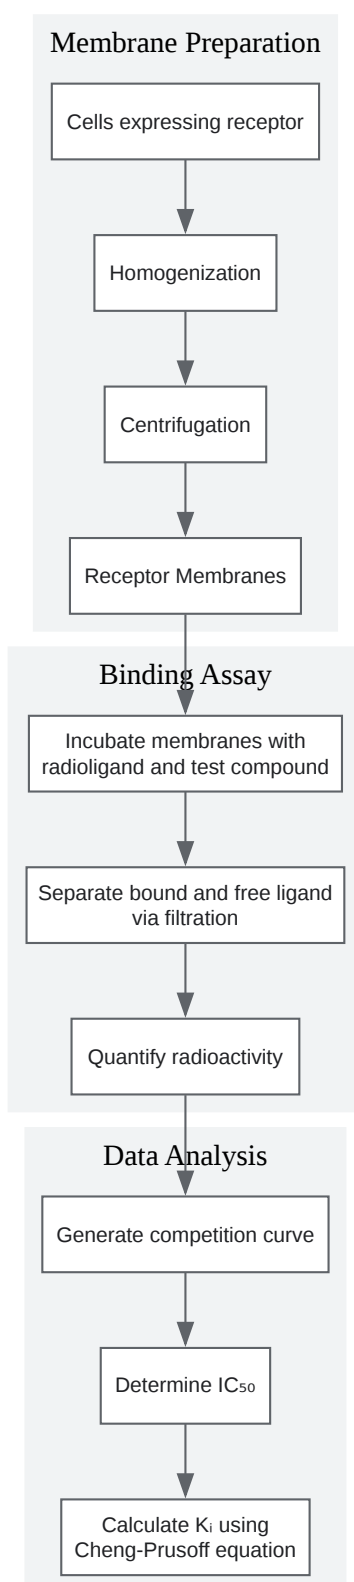 Membrane Preparation
Cells expressing receptor
Homogenization
Centrifugation
Receptor Membranes
Binding Assay
Incubate membranes with
radioligand and test compound
Separate bound and free ligand
via filtration
Quantify radioactivity
Data Analysis
Generate competition curve
Determine IC₅₀
Calculate Kᵢ using
Cheng-Prusoff equation